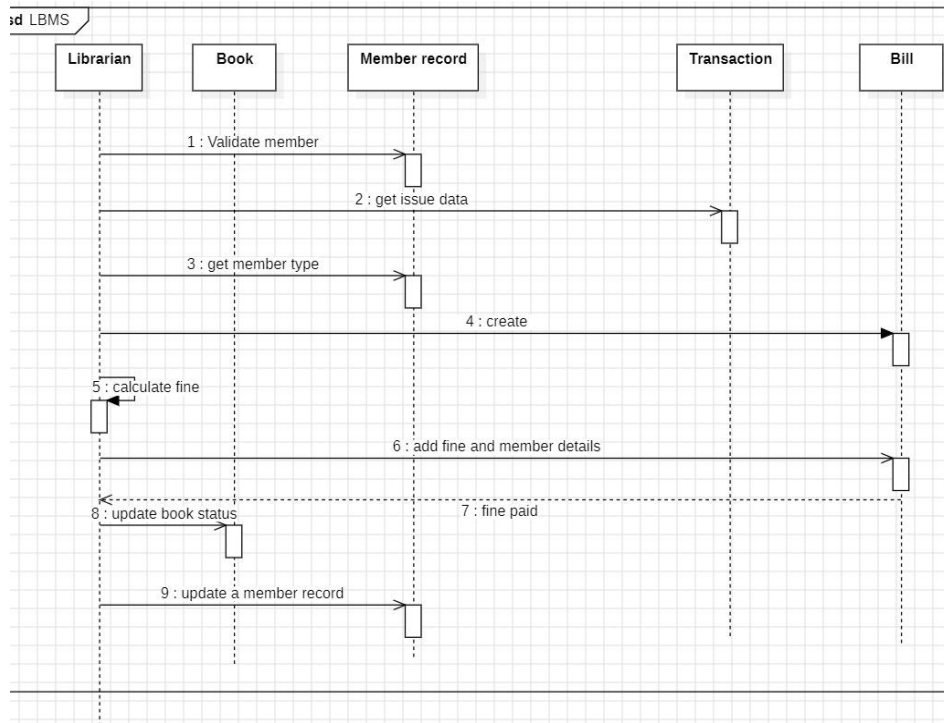 sd LBMS
Librarian
Book
Member record
Transaction
Bill
1 : Validate member
2 : get issue data
3 : get member type
4 : create
5 : calculate fine
6 : add fine and member details
7 : fine paid
8 : update book status
9 : update a member record